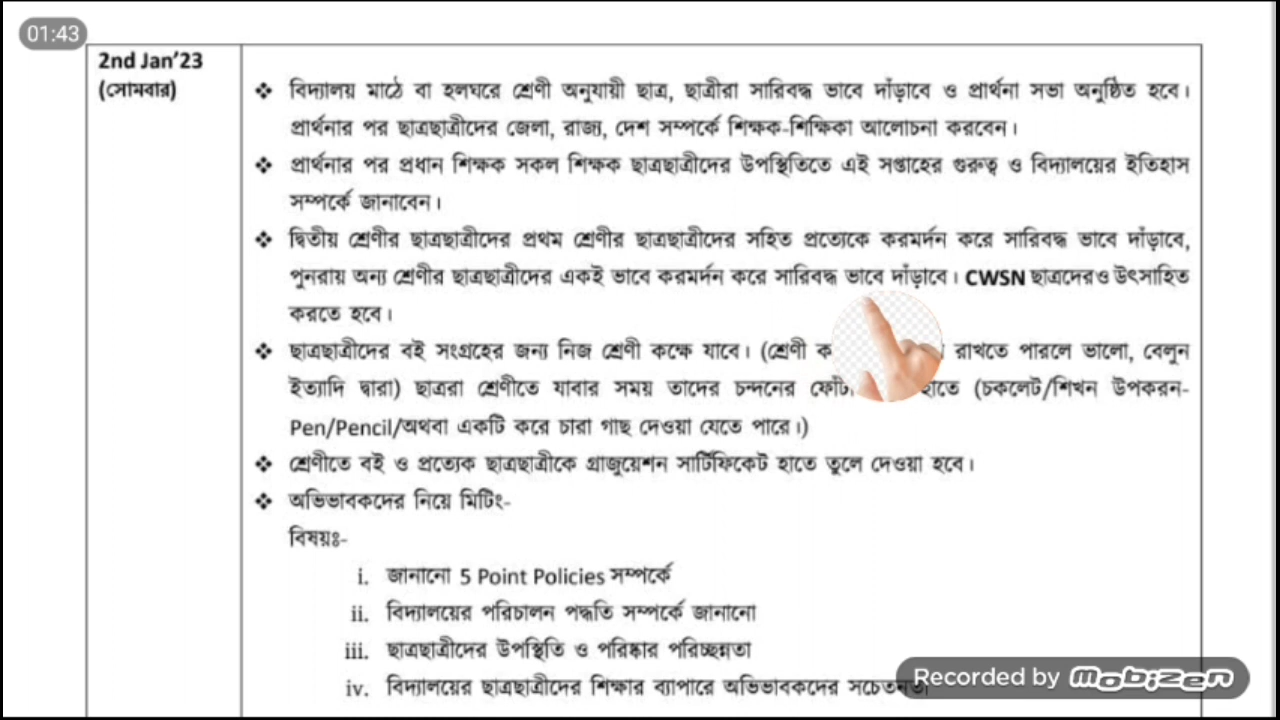 01:43
2nd Jan’23
(সোমবার)
❖ বিদ্যালয় মাঠে বা হলঘরে শ্রেণী অনুযায়ী ছাত্র, ছাত্রীরা সারিবদ্ধ ভাবে দাঁড়াবে ও প্রার্থনা সভা অনুষ্ঠিত হবে।
প্রার্থনার পর ছাত্রছাত্রীদের জেলা, রাজ্য, দেশ সম্পর্কে শিক্ষক-শিক্ষিকা আলোচনা করবেন।
❖ প্রার্থনার পর প্রধান শিক্ষক সকল শিক্ষক ছাত্রছাত্রীদের উপস্থিতিতে এই সপ্তাহের গুরুত্ব ও বিদ্যালয়ের ইতিহাস
সম্পর্কে জানাবেন।
❖ দ্বিতীয় শ্রেণীর ছাত্রছাত্রীদের প্রথম শ্রেণীর ছাত্রছাত্রীদের সহিত প্রত্যেকে করমর্দন করে সারিবদ্ধ ভাবে দাঁড়াবে,
পুনরায় অন্য শ্রেণীর ছাত্রছাত্রীদের একই ভাবে করমর্দন করে সারিবদ্ধ ভাবে দাঁড়াবে। CWSN ছাত্রদেরও উৎসাহিত
করতে হবে।
❖ ছাত্রছাত্রীদের বই সংগ্রহের জন্য নিজ শ্রেণী কক্ষে যাবে। (শ্রেণী রাখতে পারলে ভালো, বেলুন
ইত্যাদি দ্বারা) ছাত্ররা শ্রেণীতে যাবার সময় তাদের চন্দনের হাতে (চকলেট/শিখন উপকরন-
Pen/Pencil/অথবা একটি করে চারা গাছ দেওয়া যেতে পারে।)
❖ শ্রেণীতে বই ও প্রত্যেক ছাত্রছাত্রীকে গ্রাজুয়েশন সার্টিফিকেট হাতে তুলে দেওয়া হবে।
❖ অভিভাবকদের নিয়ে মিটিং-
বিষয়ঃ-
i. জানানো 5 Point Policies সম্পর্কে
ii. বিদ্যালয়ের পরিচালন পদ্ধতি সম্পর্কে জানানো
iii. ছাত্রছাত্রীদের উপস্থিতি ও পরিষ্কার পরিচ্ছন্নতা
iv. বিদ্যালয়ের ছাত্রছাত্রীদের শিক্ষার ব্যাপারে অভিভাবকদের সচেতনতা
Recorded by mobizen